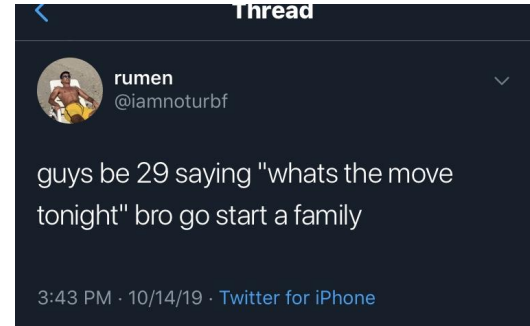 Thread
rumen
@iamnoturbf
guys be 29 saying "whats the move
tonight" bro go start a family
3:43 PM · 10/14/19 · Twitter for iPhone